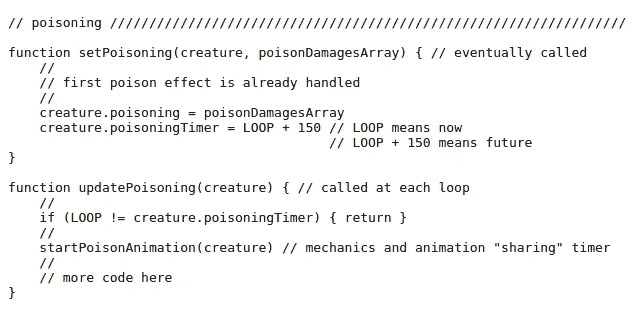 // poisoning //////////////////////////////////////////////////////////////////
function setPoisoning(creature, poisonDamagesArray) { // eventually called
    //
    // first poison effect is already handled
    //
    creature.poisoning = poisonDamagesArray
    creature.poisoningTimer = LOOP + 150 // LOOP means now
                                         // LOOP + 150 means future
}
function updatePoisoning(creature) { // called at each loop
    //
    if (LOOP != creature.poisoningTimer) { return }
    //
    startPoisonAnimation(creature) // mechanics and animation "sharing" timer
    //
    // more code here
}